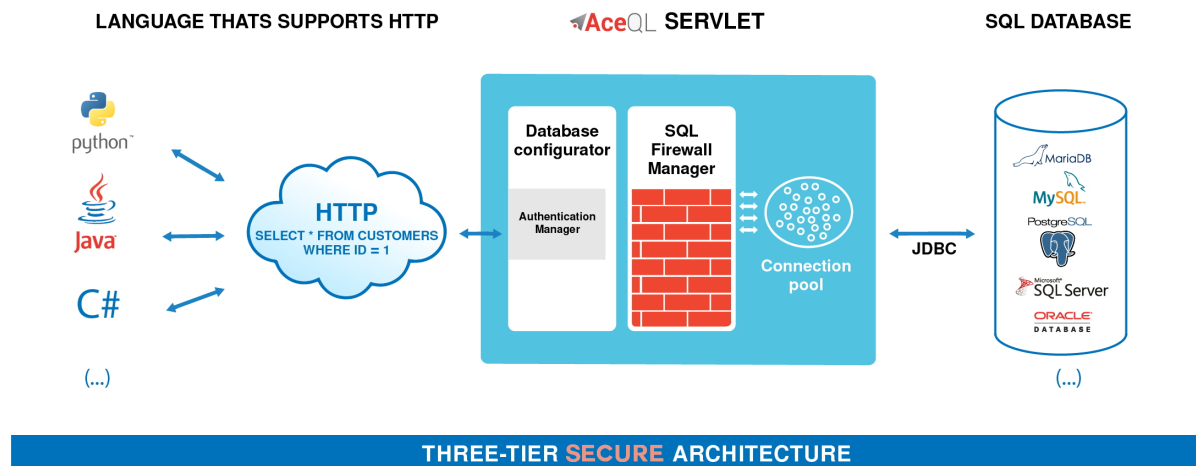 LANGUAGE THATS SUPPORTS HTTP
AceQL SERVLET
SQL DATABASE
python™
Java
C#
(...)
HTTP
SELECT * FROM CUSTOMERS
WHERE ID = 1
Database
configurator
Authentication
Manager
SQL
Firewall
Manager
Connection
pool
JDBC
MariaDB
MySQL
PostgreSQL
Microsoft®
SQL Server
ORACLE
DATABASE
(...)
THREE-TIER SECURE ARCHITECTURE